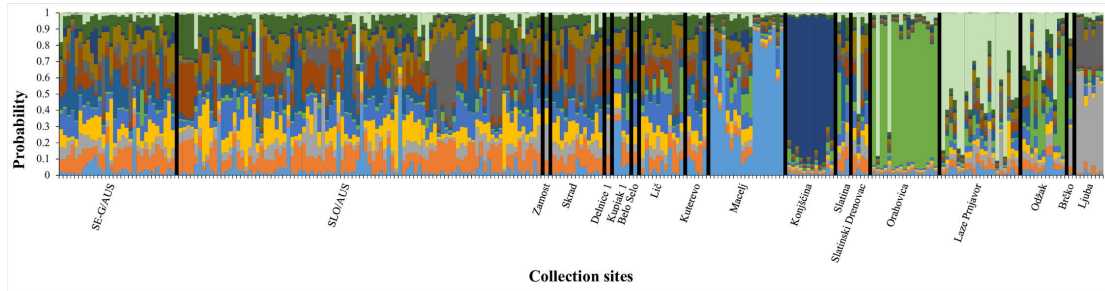 Probability
1
0.9
0.8
0.7
0.6
0.5
0.4
0.3
0.2
0.1
0
SE-G/AUS
SLO/AUS
Zamost
Skrad
Delnice 1
Kupjak 1
Belo Selo
Lič
Kuterevo
Macelj
Konjščina
Slatina
Slatinski Drenovac
Orahovica
Laze Prnjavor
Odžak
Brčko
Ljuba
Collection sites